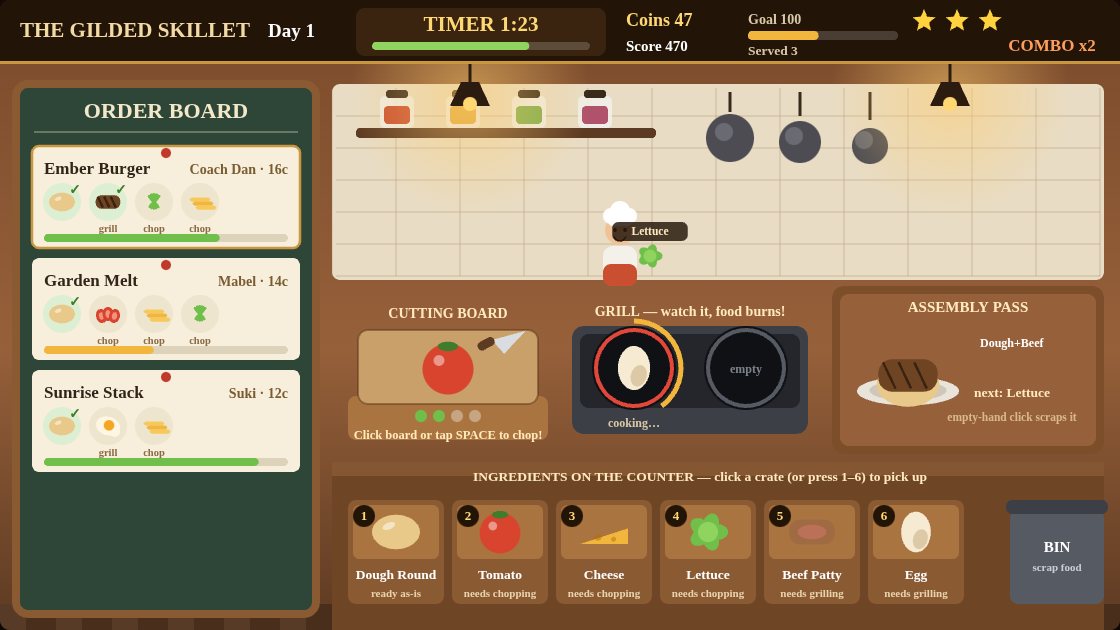 THE GILDED SKILLET Day 1
TIMER 1:23
Coins 47
Score 470
Goal 100
Served 3
COMBO x2
ORDER BOARD
Ember Burger Coach Dan · 16c
✓ ✓
grill chop chop
Garden Melt Mabel · 14c
✓
chop chop chop
Sunrise Stack Suki · 12c
✓
grill chop
Lettuce
CUTTING BOARD
Click board or tap SPACE to chop!
GRILL — watch it, food burns!
empty
cooking…
ASSEMBLY PASS
Dough+Beef
next: Lettuce
empty-hand click scraps it
INGREDIENTS ON THE COUNTER — click a crate (or press 1–6) to pick up
1 2 3 4 5 6
Dough Round Tomato Cheese Lettuce Beef Patty Egg
ready as-is needs chopping needs chopping needs chopping needs grilling needs grilling
BIN
scrap food